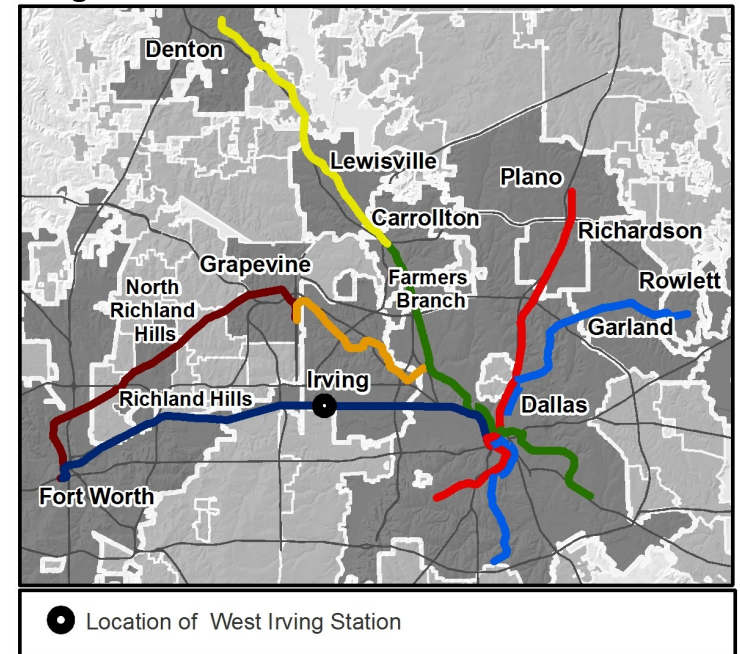 Denton
Lewisville
Plano
Carrollton
Richardson
Grapevine
Farmers
Branch
Rowlett
North
Richland
Hills
Garland
Irving
Richland Hills
Dallas
Fort Worth
Location of West Irving Station